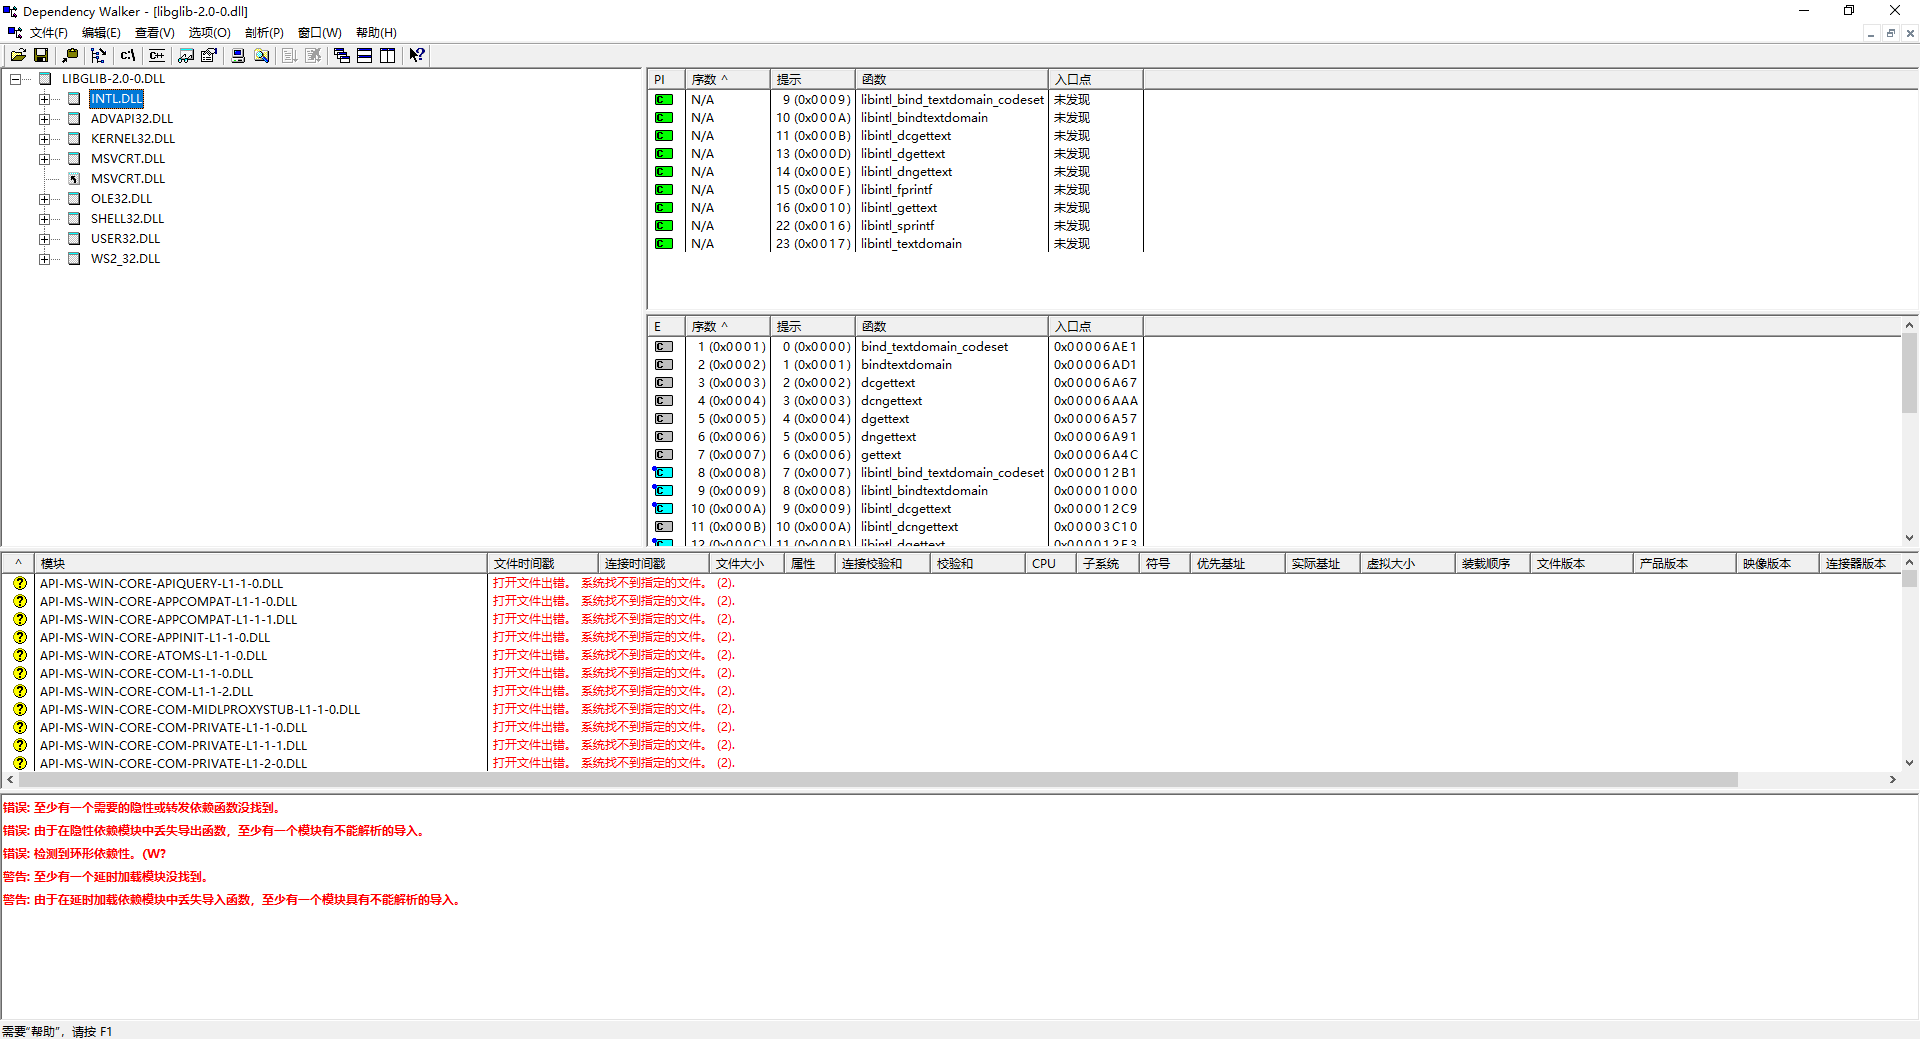 Dependency Walker - [libglib-2.0-0.dll]
文件(F) 编辑(E) 查看(V) 选项(O) 剖析(P) 窗口(W) 帮助(H)
LIBGLIB-2.0-0.DLL
INTL.DLL
ADVAPI32.DLL
KERNEL32.DLL
MSVCRT.DLL
MSVCRT.DLL
OLE32.DLL
SHELL32.DLL
USER32.DLL
WS2_32.DLL
PI 序数 ^ 提示 函数 入口点
C N/A 9 (0x0009) libintl_bind_textdomain_codeset 未发现
C N/A 10 (0x000A) libintl_bindtextdomain 未发现
C N/A 11 (0x000B) libintl_dcgettext 未发现
C N/A 13 (0x000D) libintl_dgettext 未发现
C N/A 14 (0x000E) libintl_dngettext 未发现
C N/A 15 (0x000F) libintl_fprintf 未发现
C N/A 16 (0x0010) libintl_gettext 未发现
C N/A 22 (0x0016) libintl_sprintf 未发现
C N/A 23 (0x0017) libintl_textdomain 未发现
E 序数 ^ 提示 函数 入口点
C 1 (0x0001) 0 (0x0000) bind_textdomain_codeset 0x00006AE1
C 2 (0x0002) 1 (0x0001) bindtextdomain 0x00006AD1
C 3 (0x0003) 2 (0x0002) dcgettext 0x00006A67
C 4 (0x0004) 3 (0x0003) dcngettext 0x00006AAA
C 5 (0x0005) 4 (0x0004) dgettext 0x00006A57
C 6 (0x0006) 5 (0x0005) dngettext 0x00006A91
C 7 (0x0007) 6 (0x0006) gettext 0x00006A4C
C 8 (0x0008) 7 (0x0007) libintl_bind_textdomain_codeset 0x000012B1
C 9 (0x0009) 8 (0x0008) libintl_bindtextdomain 0x00001000
C 10 (0x000A) 9 (0x0009) libintl_dcgettext 0x000012C9
C 11 (0x000B) 10 (0x000A) libintl_dcngettext 0x00003C10
C 12 (0x000C) 11 (0x000B) libintl_dgettext 0x000012E3
^ 模块 文件时间戳 连接时间戳 文件大小 属性 连接校验和 校验和 CPU 子系统 符号 优先基址 实际基址 虚拟大小 装载顺序 文件版本 产品版本 映像版本 连接器版本
? API-MS-WIN-CORE-APIQUERY-L1-1-0.DLL 打开文件出错。 系统找不到指定的文件。 (2).
? API-MS-WIN-CORE-APPCOMPAT-L1-1-0.DLL 打开文件出错。 系统找不到指定的文件。 (2).
? API-MS-WIN-CORE-APPCOMPAT-L1-1-1.DLL 打开文件出错。 系统找不到指定的文件。 (2).
? API-MS-WIN-CORE-APPINIT-L1-1-0.DLL 打开文件出错。 系统找不到指定的文件。 (2).
? API-MS-WIN-CORE-ATOMS-L1-1-0.DLL 打开文件出错。 系统找不到指定的文件。 (2).
? API-MS-WIN-CORE-COM-L1-1-0.DLL 打开文件出错。 系统找不到指定的文件。 (2).
? API-MS-WIN-CORE-COM-L1-1-2.DLL 打开文件出错。 系统找不到指定的文件。 (2).
? API-MS-WIN-CORE-COM-MIDLPROXYSTUB-L1-1-0.DLL 打开文件出错。 系统找不到指定的文件。 (2).
? API-MS-WIN-CORE-COM-PRIVATE-L1-1-0.DLL 打开文件出错。 系统找不到指定的文件。 (2).
? API-MS-WIN-CORE-COM-PRIVATE-L1-1-1.DLL 打开文件出错。 系统找不到指定的文件。 (2).
? API-MS-WIN-CORE-COM-PRIVATE-L1-2-0.DLL 打开文件出错。 系统找不到指定的文件。 (2).
错误: 至少有一个需要的隐性或转发依赖函数没找到。
错误: 由于在隐性依赖模块中丢失导出函数，至少有一个模块有不能解析的导入。
错误: 检测到环形依赖性。(W?
警告: 至少有一个延时加载模块没找到。
警告: 由于在延时加载依赖模块中丢失导入函数，至少有一个模块具有不能解析的导入。
需要“帮助”，请按 F1